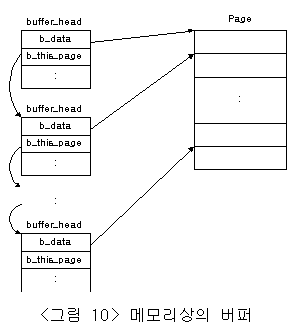 buffer_head
Page
b_data
b_this_page
:
buffer_head
b_data
b_this_page
:
:
:
buffer_head
b_data
b_this_page
:
<그림 10> 메모리상의 버퍼